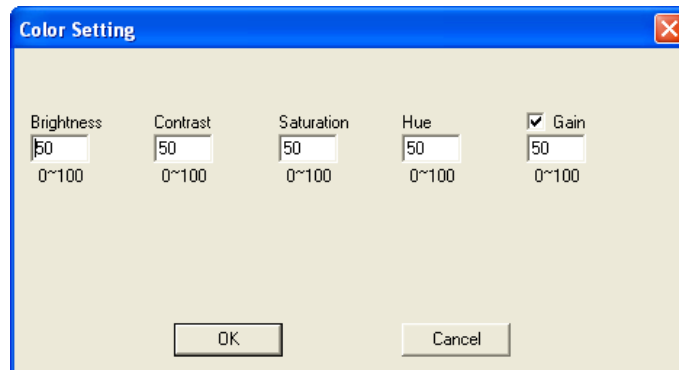 Color Setting
Brightness Contrast Saturation Hue Gain
50 50 50 50 50
0~100 0~100 0~100 0~100 0~100
OK Cancel